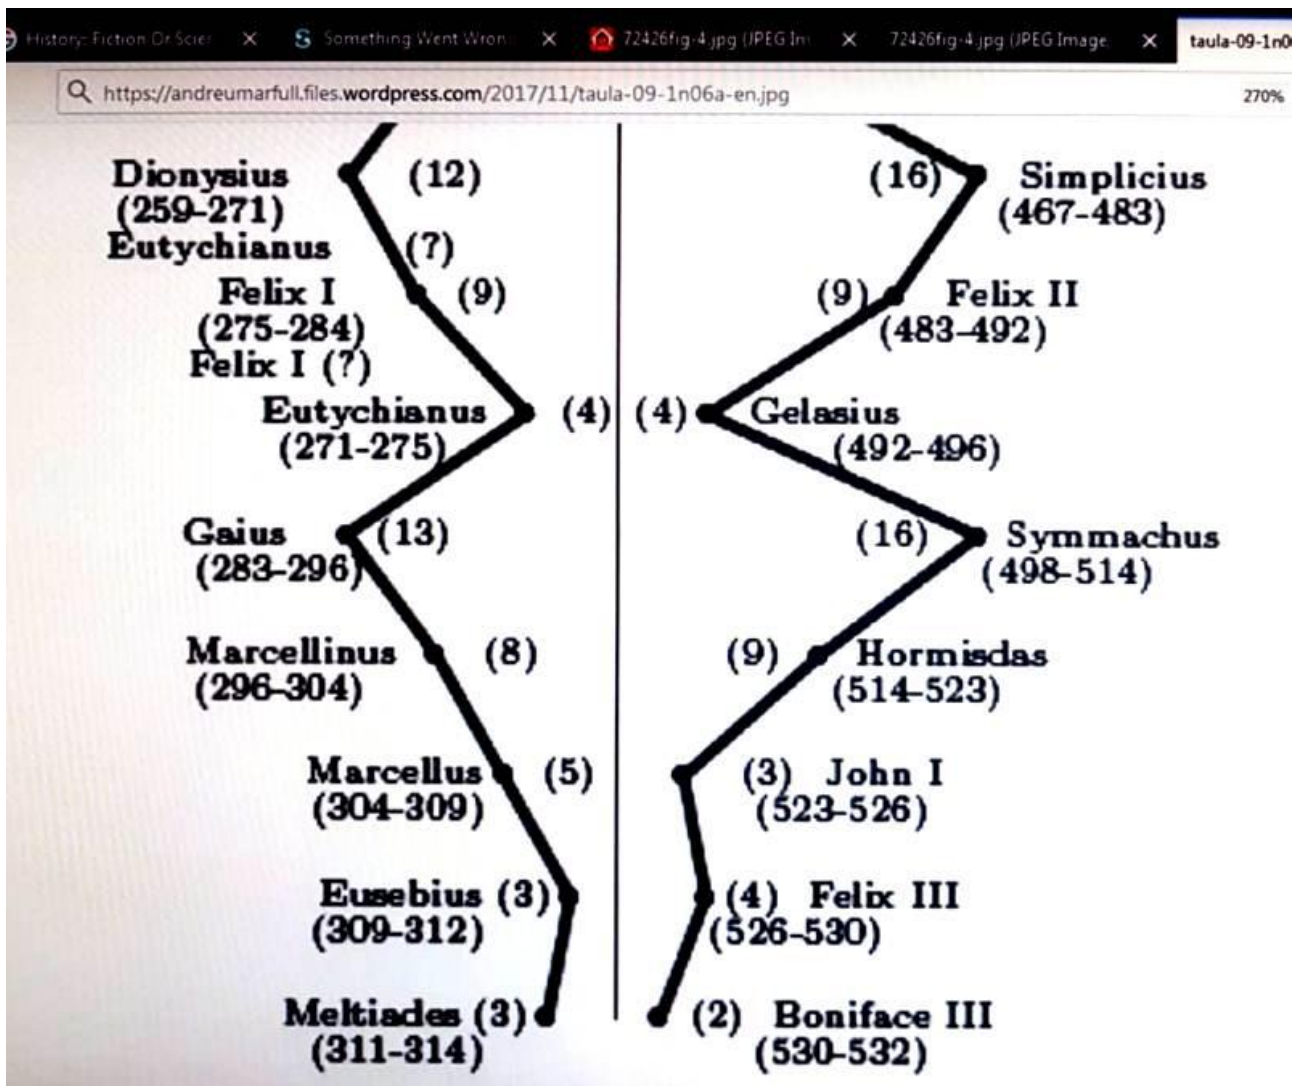 History: Fiction Or Scier
Something Went Wron
72426fig-4.jpg (JPEG Im
72426fig-4.jpg (JPEG Image
taula-09-1n0
https://andreumarfull.files.wordpress.com/2017/11/taula-09-1n06a-en.jpg
270%
Dionysius (12)
(259-271)
Eutychianus (?)
Felix I (9)
(275-284)
Felix I (?)
Eutychianus (4)
(271-275)
Gaius (13)
(283-296)
Marcellinus (8)
(296-304)
Marcellus (5)
(304-309)
Eusebius (3)
(309-312)
Meltiades (3)
(311-314)
(16) Simplicius
(467-483)
(9) Felix II
(483-492)
(4) Gelasius
(492-496)
(16) Symmachus
(498-514)
(9) Hormisdas
(514-523)
(3) John I
(523-526)
(4) Felix III
(526-530)
(2) Boniface III
(530-532)